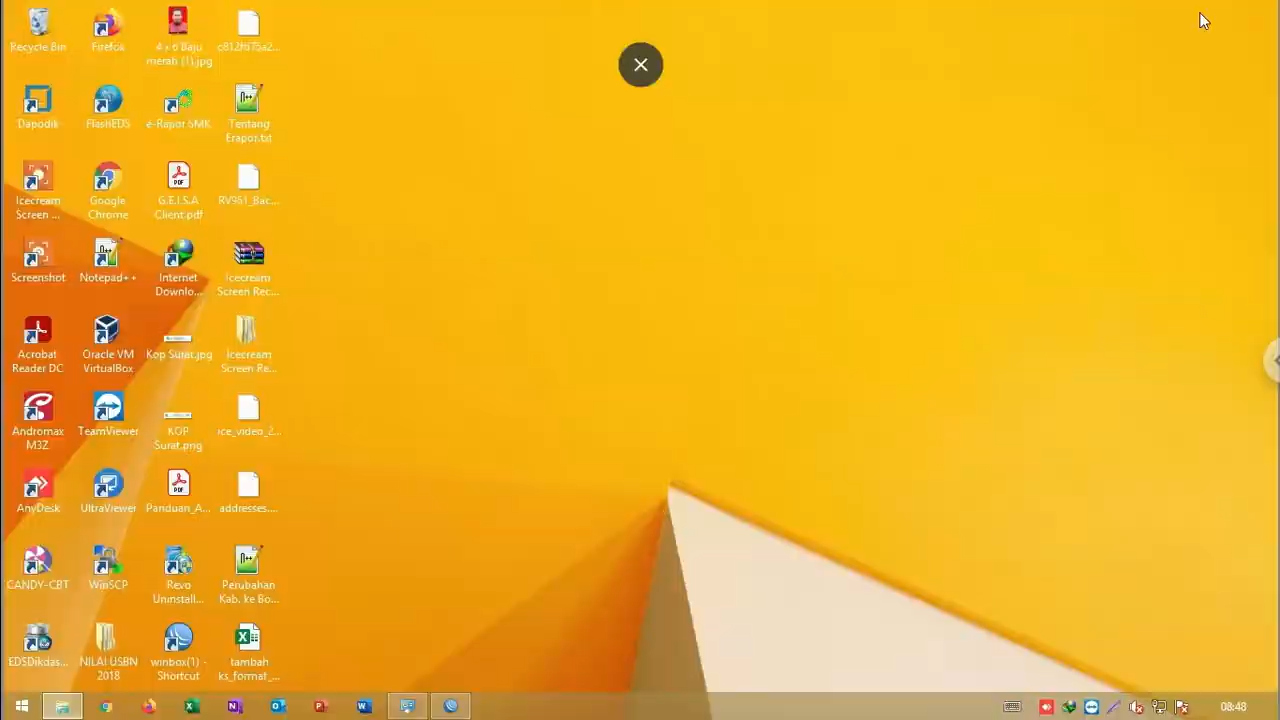 Recycle Bin
Firefox
4 x 6 Baju
merah (1).jpg
Dapodik
FlashEDS
e-Rapor SMK
Tentang
Erapor.txt
Icecream
Screen ...
Google
Chrome
G.E.I.S.A
Client.pdf
RV961_Bac...
Screenshot
Notepad++
Internet
Downlo...
Icecream
Screen Rec...
Acrobat
Reader DC
Oracle VM
VirtualBox
Kop Surat.jpg
Icecream
Screen Re...
Andromax
M3Z
TeamViewer
KOP
Surat.png
ice_video_2...
AnyDesk
UltraViewer
Panduan_A...
addresses....
CANDY-CBT
WinSCP
Revo
Uninstall...
Perubahan
Kab. ke Bo...
EDSDikdas...
NILAI USBN
2018
winbox(1) -
Shortcut
tambah
ks_format_...
08:48